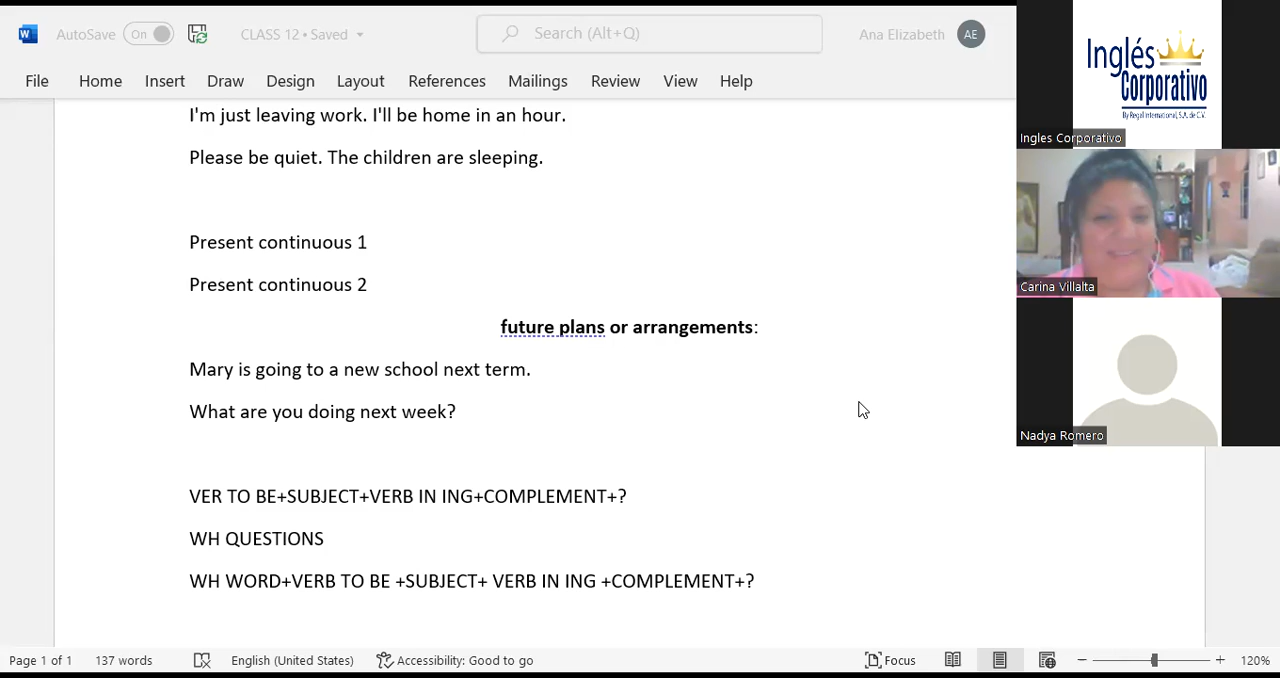 AutoSave On CLASS 12 • Saved Search (Alt+Q) Ana Elizabeth AE
File Home Insert Draw Design Layout References Mailings Review View Help
I'm just leaving work. I'll be home in an hour.
Please be quiet. The children are sleeping.
Present continuous 1
Present continuous 2
future plans or arrangements:
Mary is going to a new school next term.
What are you doing next week?
VER TO BE+SUBJECT+VERB IN ING+COMPLEMENT+?
WH QUESTIONS
WH WORD+VERB TO BE +SUBJECT+ VERB IN ING +COMPLEMENT+?
Page 1 of 1 137 words English (United States) Accessibility: Good to go Focus 120%
Inglés
Corporativo
By Regal International, S.A. de C.V.
Ingles Corporativo
Carina Villalta
Nadya Romero